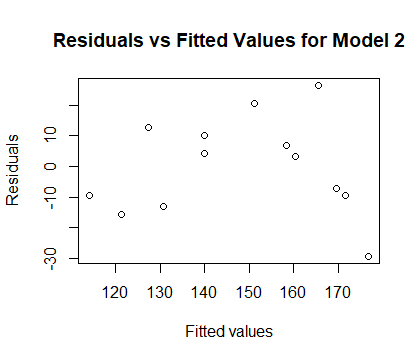 Residuals vs Fitted Values for Model 2
Residuals
10
0
-10
-30
120 130 140 150 160 170
Fitted values